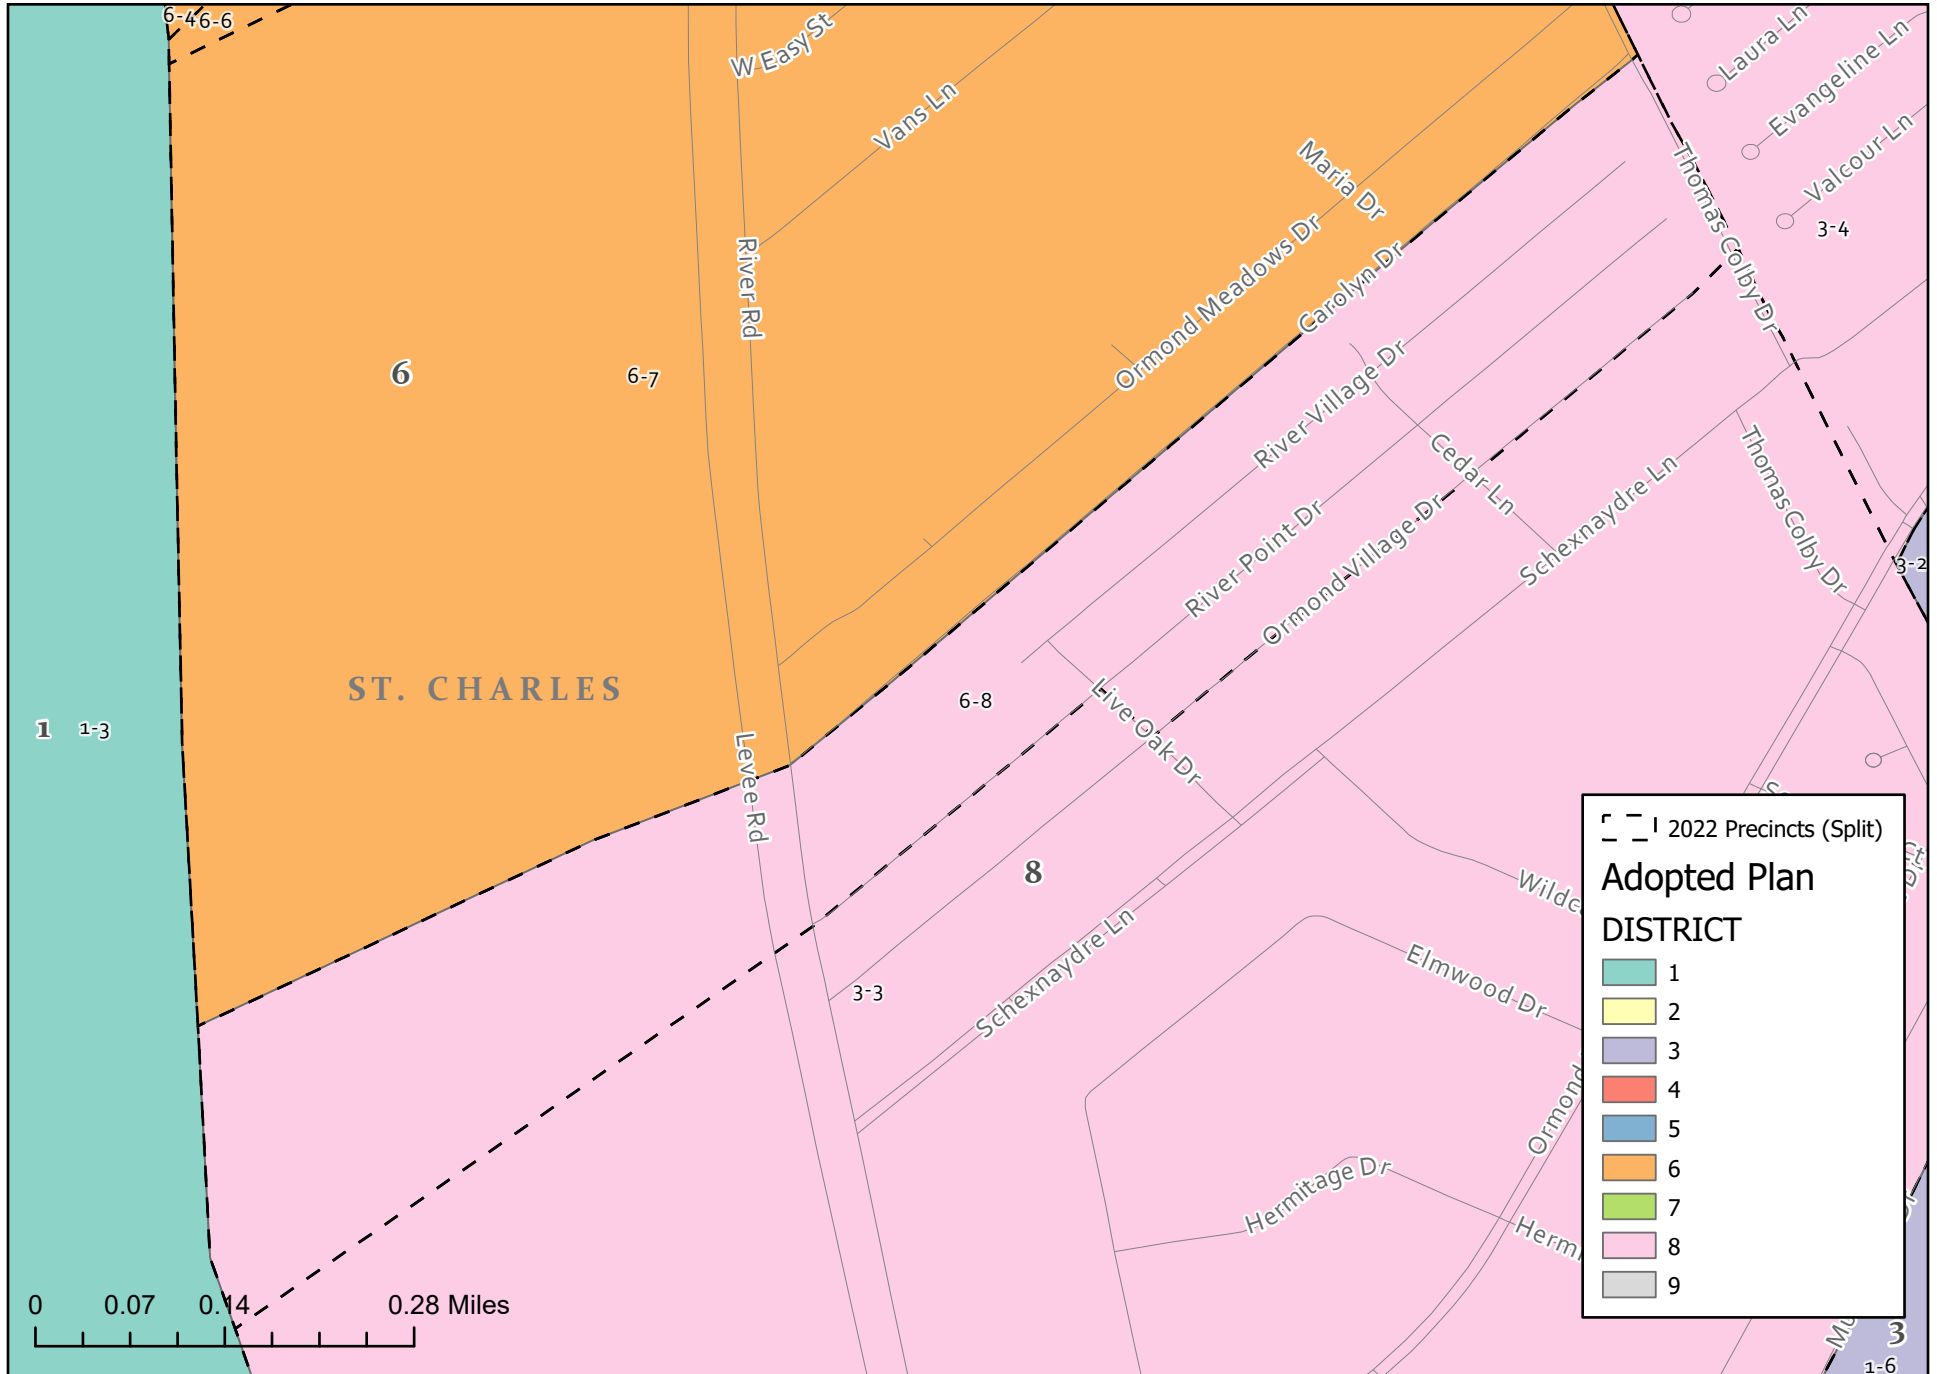 6-4
6-6
W Easy St
Vans Ln
Laura Ln
Evangeline Ln
Valcour Ln
3-4
Maria Dr
Thomas Colby Dr
River Rd
Ormond Meadows Dr
Carolyn Dr
6
6-7
River Village Dr
Cedar Ln
Schexnaydre Ln
Thomas Colby Dr
River Point Dr
Ormond Village Dr
3-2
ST. CHARLES
6-8
Live Oak Dr
1
1-3
Levee Rd
8
Schexnaydre Ln
3-3
Elmwood Dr
Ormond
Hermitage Dr
2022 Precincts (Split)
Adopted Plan
DISTRICT
1
2
3
4
5
6
7
8
9
0
0.07
0.14
0.28 Miles
3
1-6